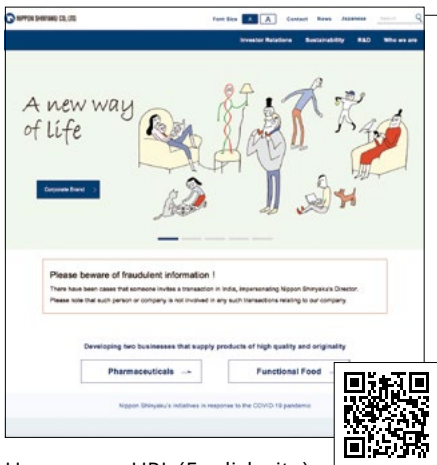 NIPPON SHINYAKU CO., LTD.
Font Size A A Contact News Japanese Search
Investor Relations Sustainability R&D Who we are
A new way
of life
Corporate Brand >
Please beware of fraudulent information !
There have been cases that someone invites a transaction in India, impersonating Nippon Shinyaku's Director.
Please note that such person or company is not involved in any such transactions relating to our company.
Developing two businesses that supply products of high quality and originality
Pharmaceuticals
Functional Food
Nippon Shinyaku's initiatives in response to the COVID-19 pandemic